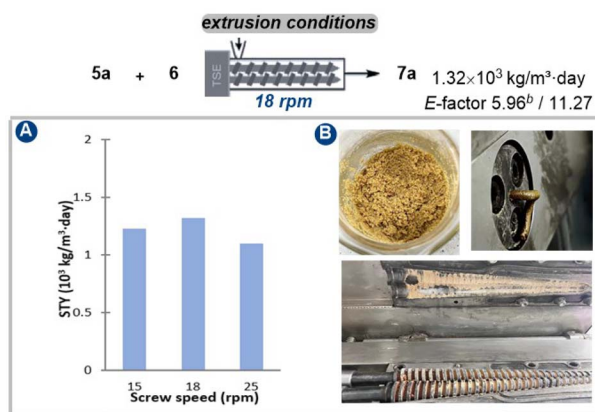 extrusion conditions
5a + 6 TSE 7a 1.32×10³ kg/m³·day
18 rpm E-factor 5.96ᵇ / 11.27
A
B
2
1.5
1
0.5
0
STY (10³ kg/m³·day)
15 18 25
Screw speed (rpm)